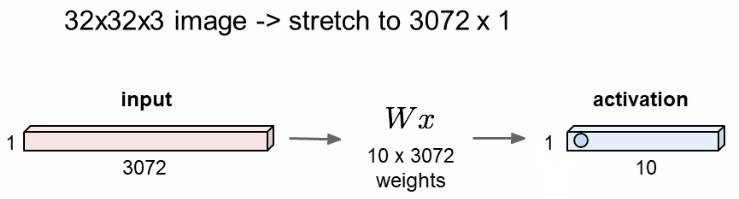 32x32x3 image -> stretch to 3072 x 1
input
1
3072
Wx
10 x 3072
weights
activation
1
10